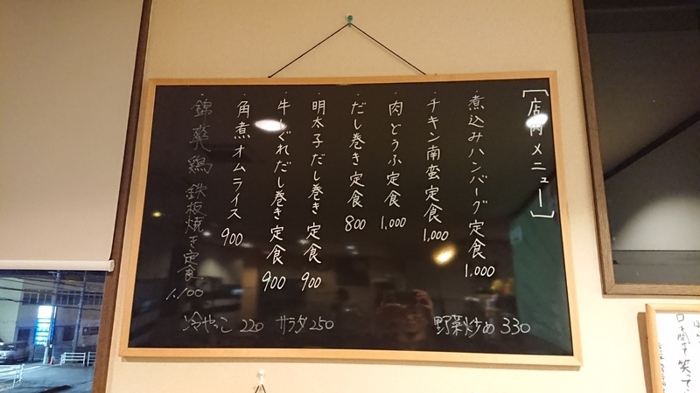 [店内メニュー]
・煮込みハンバーグ定食 1,000
・チキン南蛮定食 1,000
・肉どうふ定食 1,000
・だし巻き定食 800
・明太子だし巻き定食 900
・牛しぐれだし巻き定食 900
・角煮オムライス 900
・錦爽鶏 鉄板焼き定食 1,100
冷やっこ 220 サラダ 250 野菜炒め 330